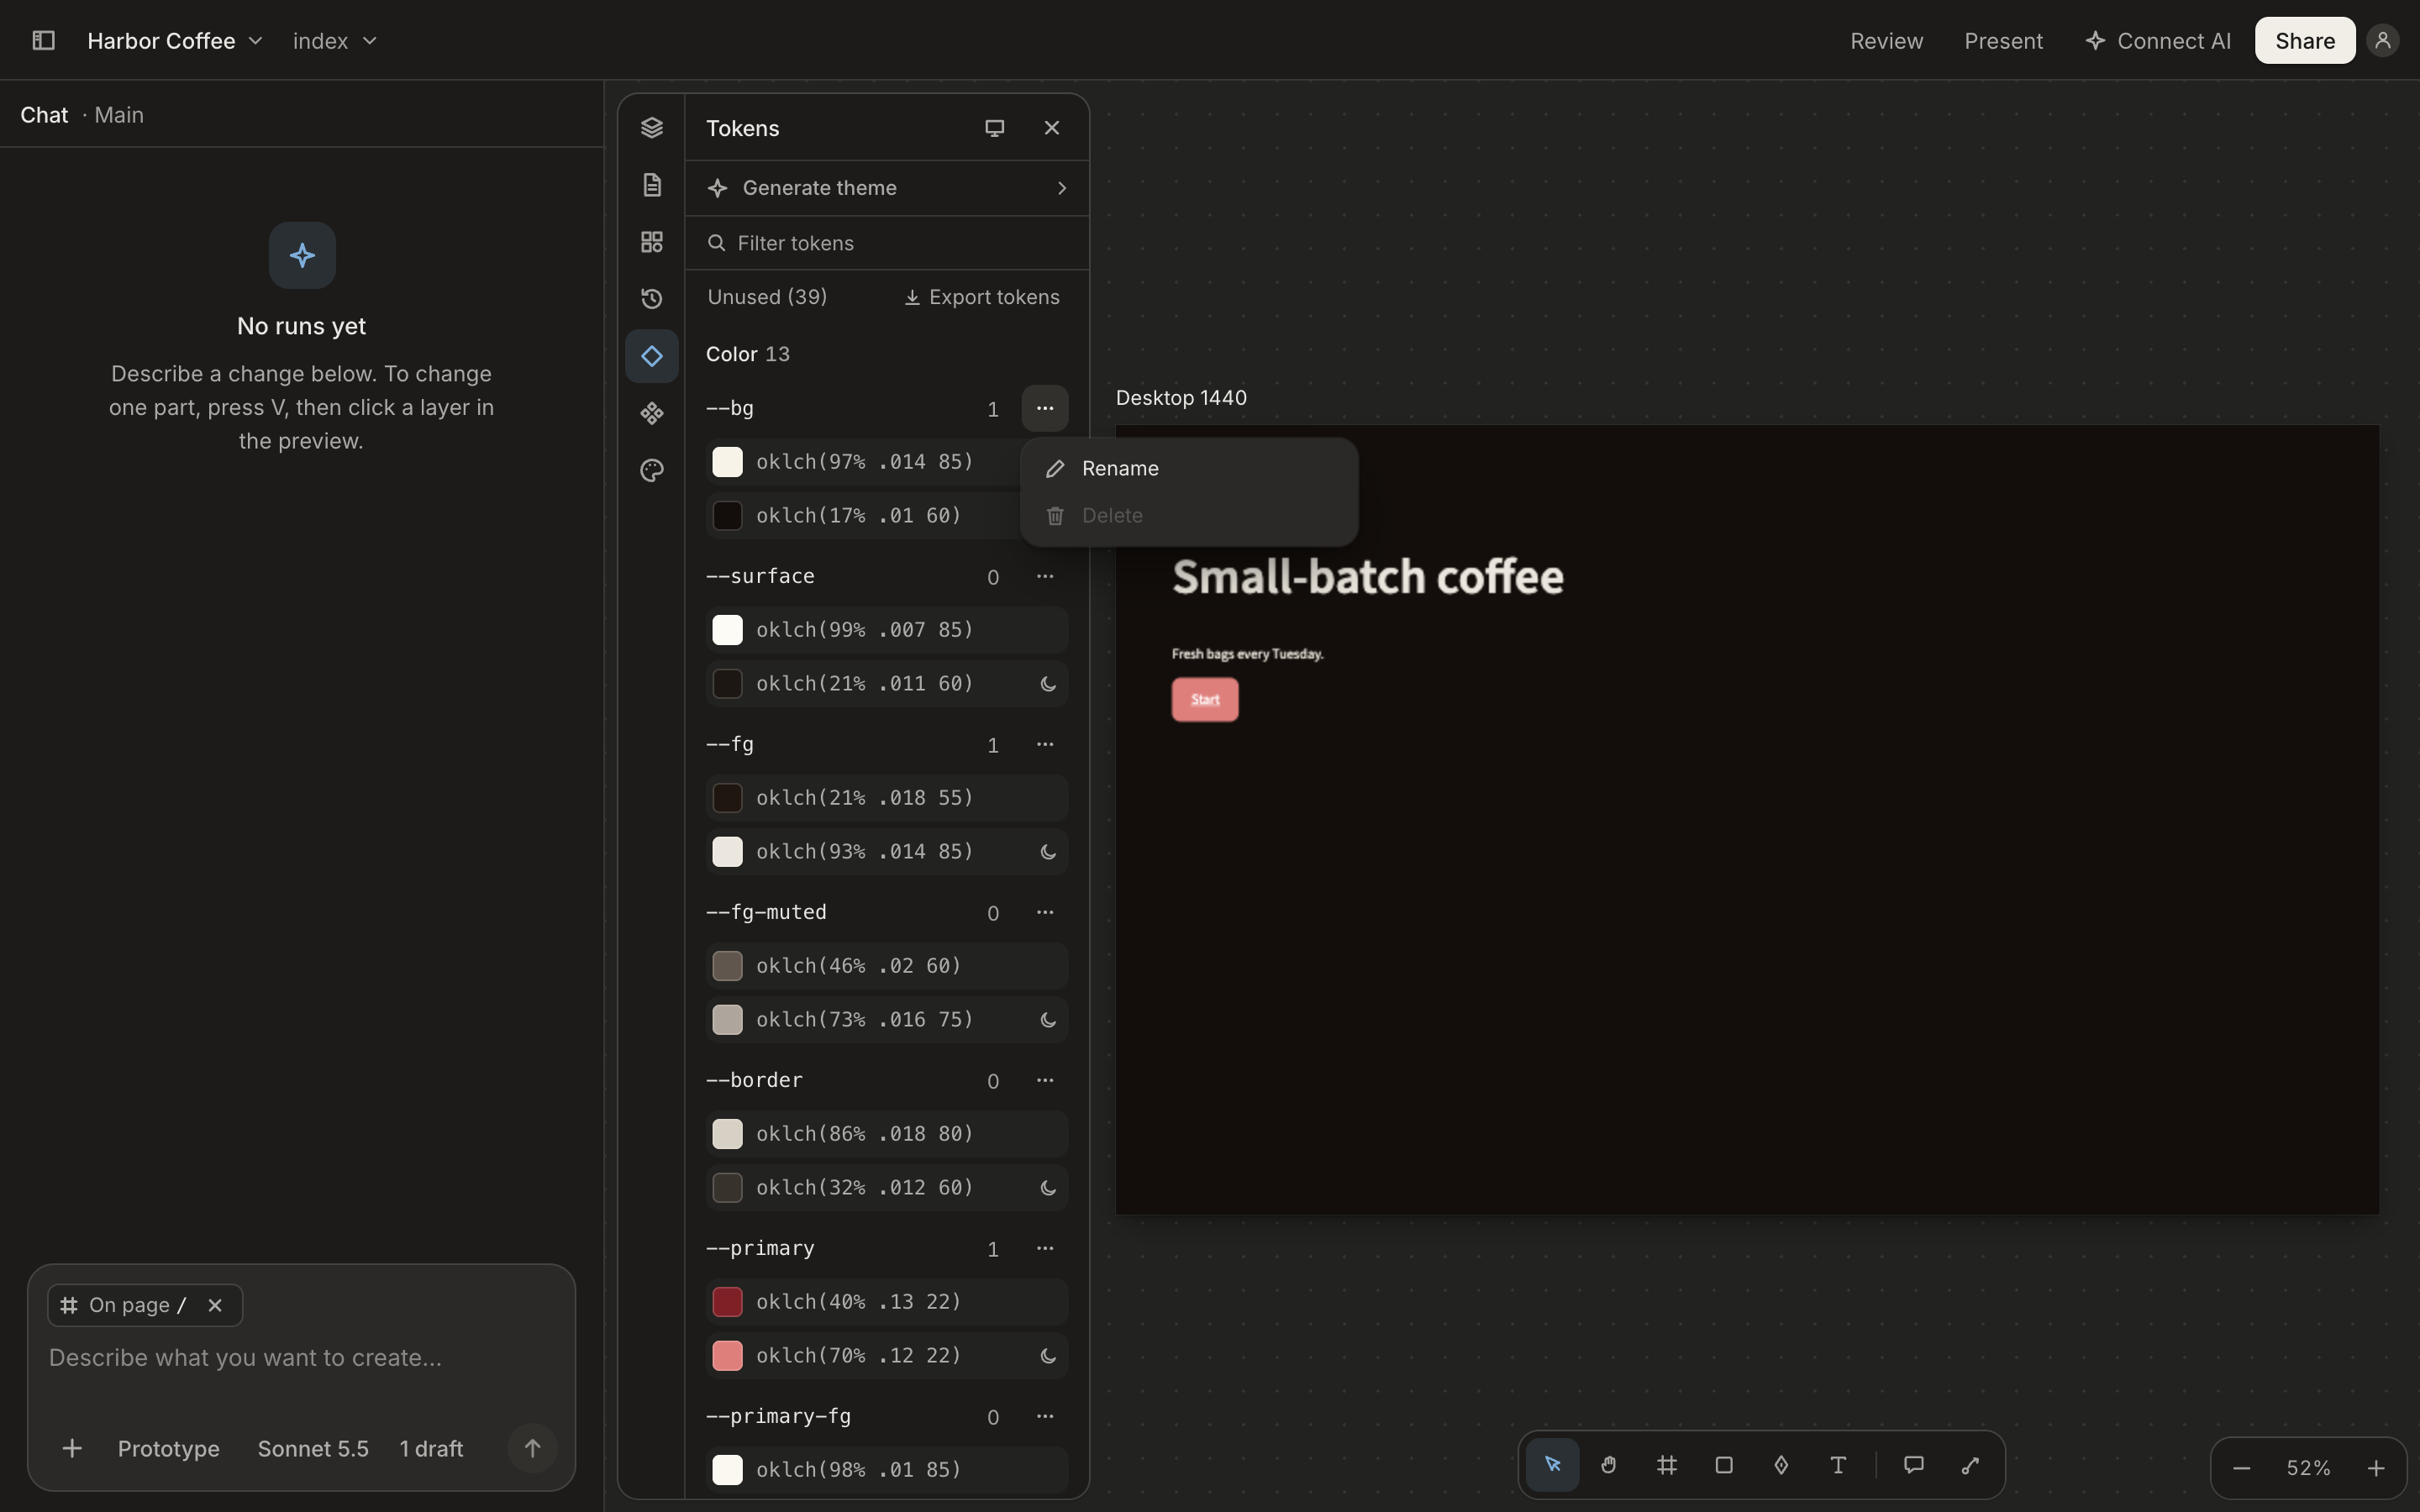 Harbor Coffee
index
Review
Present
Connect AI
Share
Chat · Main
No runs yet
Describe a change below. To change
one part, press V, then click a layer in
the preview.
On page /
Describe what you want to create...
Prototype
Sonnet 5.5
1 draft
Tokens
Generate theme
Filter tokens
Unused (39)
Export tokens
Color 13
--bg 1
oklch(97% .014 85)
oklch(17% .01 60)
Rename
Delete
--surface 0
oklch(99% .007 85)
oklch(21% .011 60)
--fg 1
oklch(21% .018 55)
oklch(93% .014 85)
--fg-muted 0
oklch(46% .02 60)
oklch(73% .016 75)
--border 0
oklch(86% .018 80)
oklch(32% .012 60)
--primary 1
oklch(40% .13 22)
oklch(70% .12 22)
--primary-fg 0
oklch(98% .01 85)
Desktop 1440
Small-batch coffee
Fresh bags every Tuesday.
Start
52%